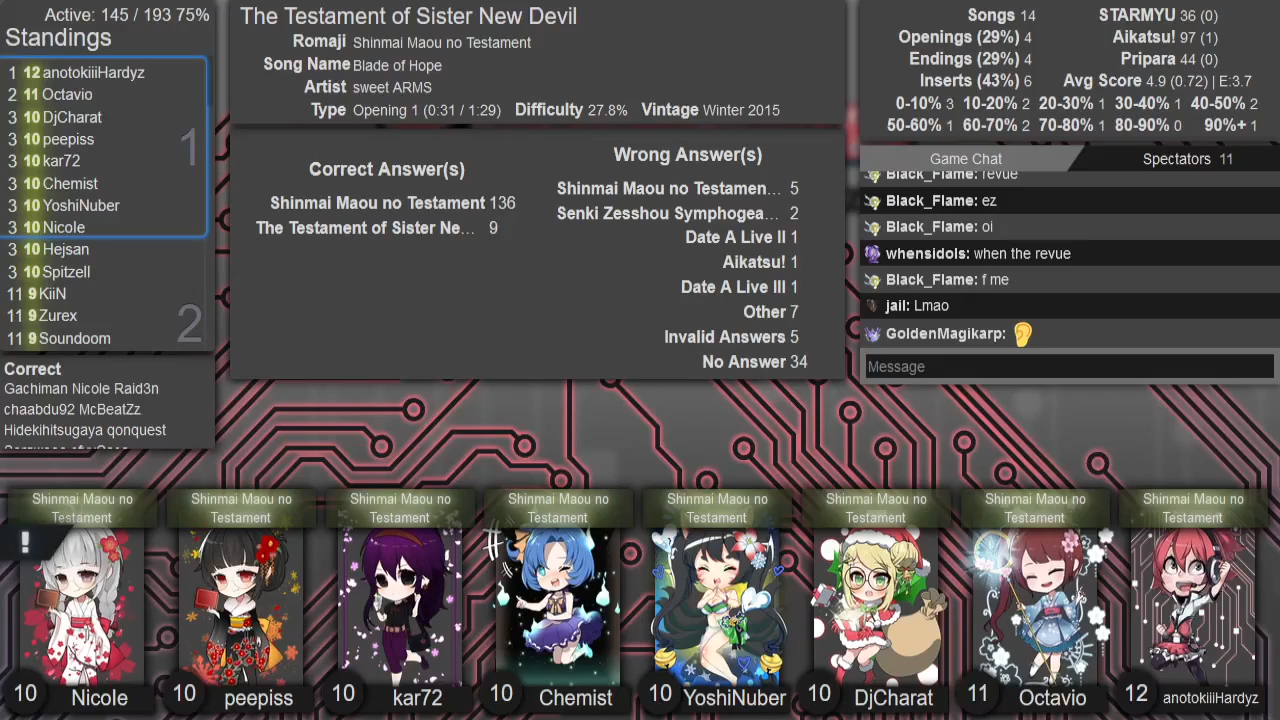 Active: 145 / 193 75%
Standings
1 12 anotokiiiHardyz
2 11 Octavio
3 10 DjCharat
3 10 peepiss
3 10 kar72
3 10 Chemist
3 10 YoshiNuber
3 10 Nicole
1
3 10 Hejsan
3 10 Spitzell
11 9 KiiN
11 9 Zurex
11 9 Soundoom
2
Correct
Gachiman Nicole Raid3n
chaabdu92 McBeatZz
Hidekihitsugaya qonquest
The Testament of Sister New Devil
Romaji Shinmai Maou no Testament
Song Name Blade of Hope
Artist sweet ARMS
Type Opening 1 (0:31 / 1:29) Difficulty 27.8% Vintage Winter 2015
Correct Answer(s)
Shinmai Maou no Testament 136
The Testament of Sister Ne... 9
Wrong Answer(s)
Shinmai Maou no Testamen... 5
Senki Zesshou Symphogea... 2
Date A Live II 1
Aikatsu! 1
Date A Live III 1
Other 7
Invalid Answers 5
No Answer 34
Songs 14 STARMYU 36 (0)
Openings (29%) 4 Aikatsu! 97 (1)
Endings (29%) 4 Pripara 44 (0)
Inserts (43%) 6 Avg Score 4.9 (0.72) | E:3.7
0-10% 3 10-20% 2 20-30% 1 30-40% 1 40-50% 2
50-60% 1 60-70% 2 70-80% 1 80-90% 0 90%+ 1
Game Chat Spectators 11
Black_Flame: revue
Black_Flame: ez
Black_Flame: oi
whensidols: when the revue
Black_Flame: f me
jail: Lmao
GoldenMagikarp: 👂
Message
Shinmai Maou no Testament
Shinmai Maou no Testament
Shinmai Maou no Testament
Shinmai Maou no Testament
Shinmai Maou no Testament
Shinmai Maou no Testament
Shinmai Maou no Testament
Shinmai Maou no Testament
!
10 Nicole
10 peepiss
10 kar72
10 Chemist
10 YoshiNuber
10 DjCharat
11 Octavio
12 anotokiiiHardyz